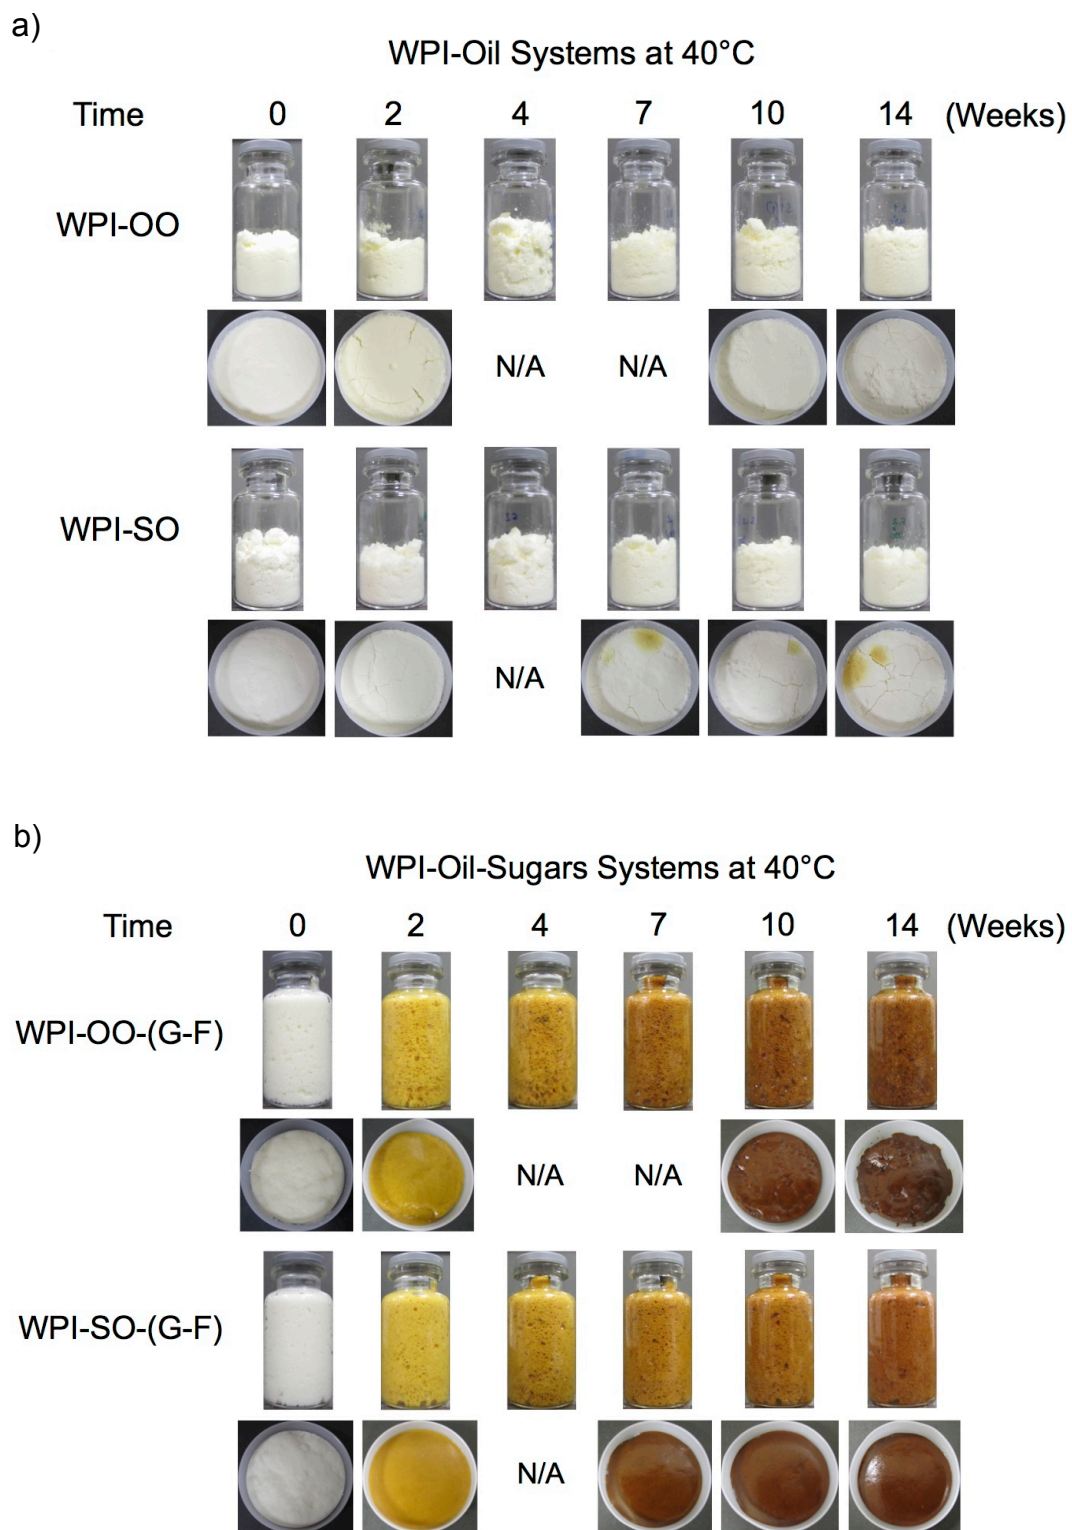 a)
WPI-Oil Systems at 40°C
Time 0 2 4 7 10 14 (Weeks)
WPI-OO
N/A N/A
WPI-SO
N/A
b)
WPI-Oil-Sugars Systems at 40°C
Time 0 2 4 7 10 14 (Weeks)
WPI-OO-(G-F)
N/A N/A
WPI-SO-(G-F)
N/A